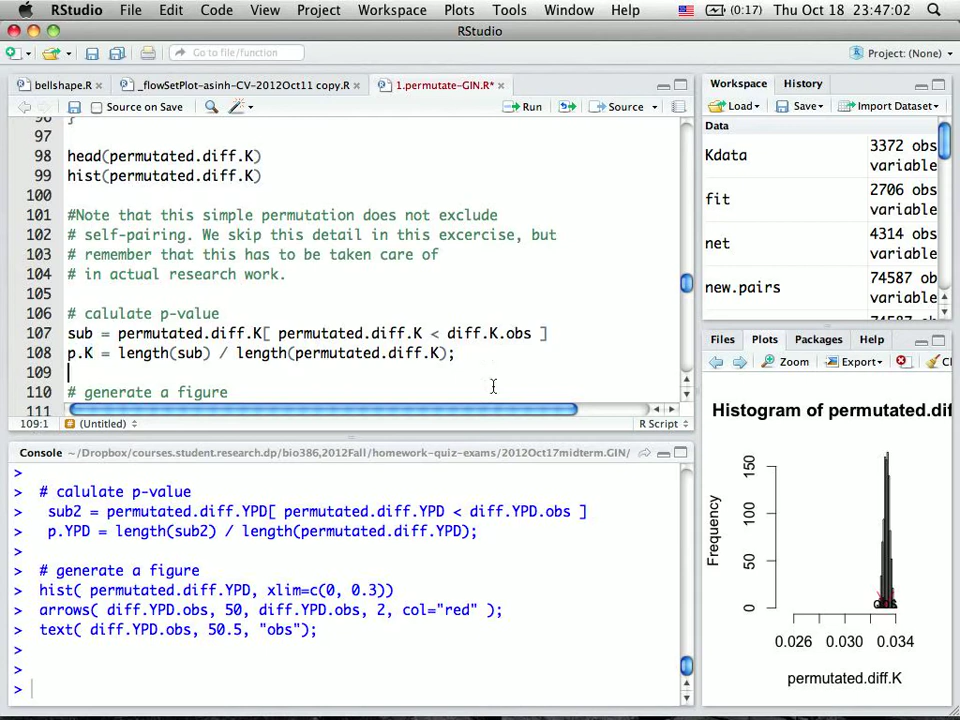 RStudio File Edit Code View Project Workspace Plots Tools Window Help (0:17) Thu Oct 18 23:47:02
RStudio
Go to file/function Project: (None)
bellshape.R _flowSetPlot-asinh-CV-2012Oct11 copy.R 1.permutate-GIN.R*
Source on Save Run Source
96 }
97
98 head(permutated.diff.K)
99 hist(permutated.diff.K)
100
101 #Note that this simple permutation does not exclude
102 # self-pairing. We skip this detail in this excercise, but
103 # remember that this has to be taken care of
104 # in actual research work.
105
106 # calulate p-value
107 sub = permutated.diff.K[ permutated.diff.K < diff.K.obs ]
108 p.K = length(sub) / length(permutated.diff.K);
109
110 # generate a figure
111
109:1 (Untitled) R Script
Console ~/Dropbox/courses.student.research.dp/bio386,2012Fall/homework-quiz-exams/2012Oct17midterm.GIN/
>
> # calulate p-value
> sub2 = permutated.diff.YPD[ permutated.diff.YPD < diff.YPD.obs ]
> p.YPD = length(sub2) / length(permutated.diff.YPD);
>
> # generate a figure
> hist( permutated.diff.YPD, xlim=c(0, 0.3))
> arrows( diff.YPD.obs, 50, diff.YPD.obs, 2, col="red" );
> text( diff.YPD.obs, 50.5, "obs");
>
>
>
Workspace History
Load Save Import Dataset
Data
Kdata 3372 obs
variable
fit 2706 obs
variable
net 4314 obs
variable
new.pairs 74587 obs
variable
Files Plots Packages Help
Zoom Export Cl
Histogram of permutated.dif
Frequency
150
100
50
0
obs
0.026 0.030 0.034
permutated.diff.K